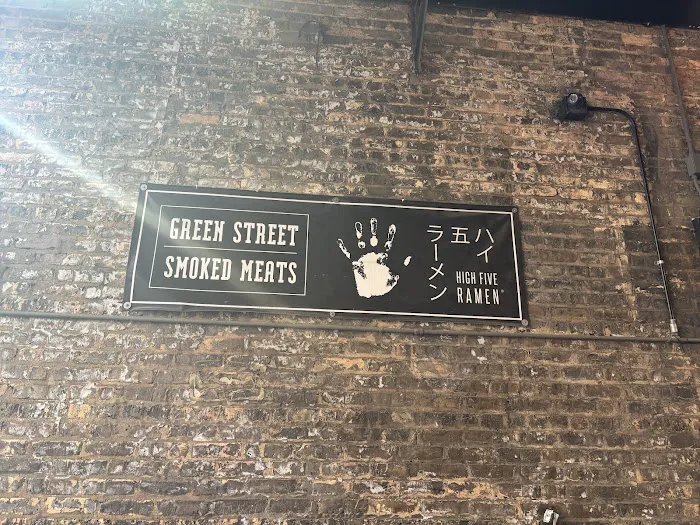 GREEN STREET
SMOKED MEATS
ハイ
五
ラーメン
HIGH FIVE
RAMEN